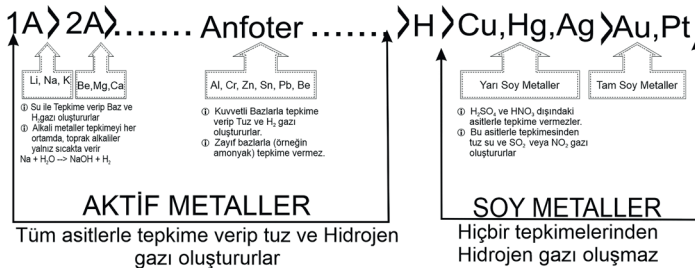 1A > 2A > ....... Anfoter ....... > H > Cu,Hg,Ag > Au,Pt
Li, Na, K
Be,Mg,Ca
Al, Cr, Zn, Sn, Pb, Be
Yarı Soy Metaller
Tam Soy Metaller
ⓘ Su ile Tepkime verip Baz ve
H₂gazı oluştururlar
ⓘ Alkali metaller tepkimeyi her
ortamda, toprak alkaliler
yalnız sıcakta verir
Na + H₂O --> NaOH + H₂
ⓘ Kuvvetli Bazlarla tepkime
verip Tuz ve H₂ gazı
oluştururlar.
ⓘ Zayıf bazlarla (örneğin
amonyak) tepkime vermez.
ⓘ H₂SO₄ ve HNO₃ dışındaki
asitlerle tepkime vermezler.
ⓘ Bu asitlerle tepkimesinden
tuz su ve SO₂ veya NO₂ gazı
oluştururlar
AKTİF METALLER
Tüm asitlerle tepkime verip tuz ve Hidrojen
gazı oluştururlar
SOY METALLER
Hiçbir tepkimelerinden
Hidrojen gazı oluşmaz